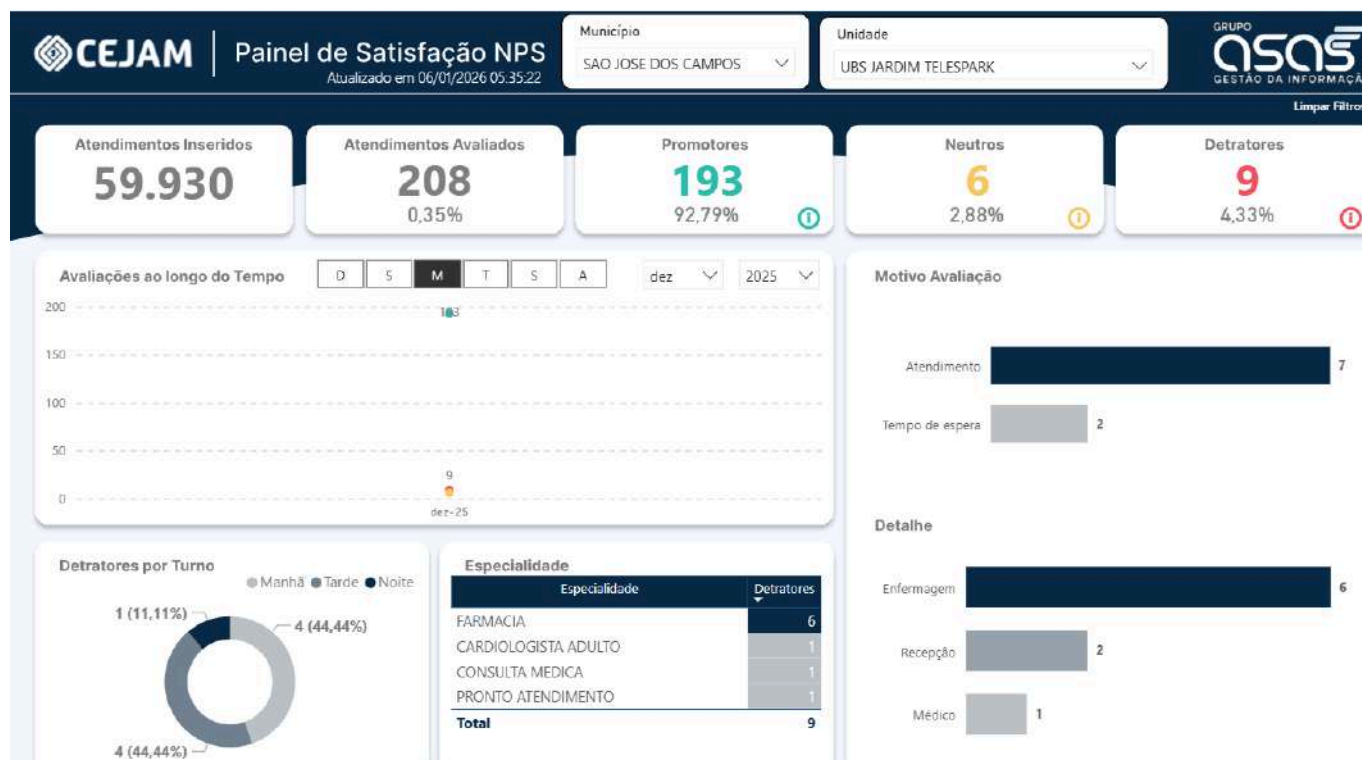 CEJAM
Painel de Satisfação NPS
Atualizado em 06/01/2026 05:35:22
Município
SAO JOSE DOS CAMPOS
Unidade
UBS JARDIM TELESPARK
GRUPO
asas
GESTÃO DA INFORMAÇÃ
Limpar Filtros
Atendimentos Inseridos
59.930
Atendimentos Avaliados
208
0,35%
Promotores
193
92,79%
Neutros
6
2,88%
Detratores
9
4,33%
Avaliações ao longo do Tempo
D S M T S A
dez
2025
200
150
100
50
0
193
9
dez-25
Motivo Avaliação
Atendimento 7
Tempo de espera 2
Detalhe
Enfermagem 6
Recepção 2
Médico 1
Detratores por Turno
Manhã Tarde Noite
1 (11,11%)
4 (44,44%)
4 (44,44%)
Especialidade
Especialidade Detratores
FARMACIA 6
CARDIOLOGISTA ADULTO 1
CONSULTA MEDICA 1
PRONTO ATENDIMENTO 1
Total 9